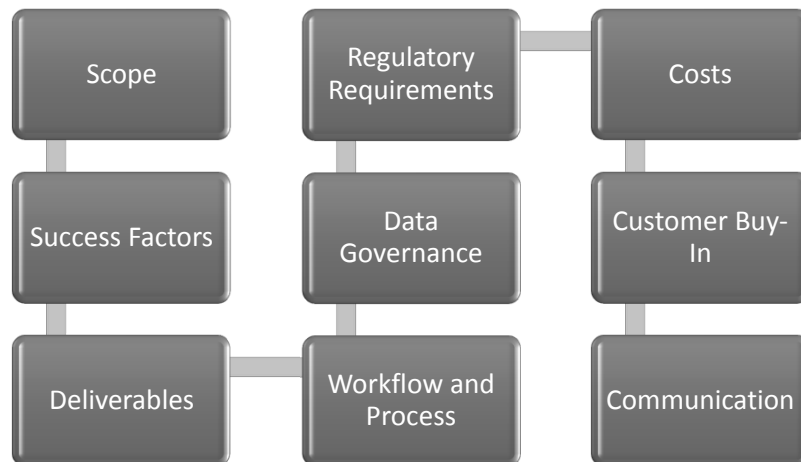 Scope
Success Factors
Deliverables
Workflow and
Process
Data
Governance
Regulatory
Requirements
Costs
Customer Buy-
In
Communication